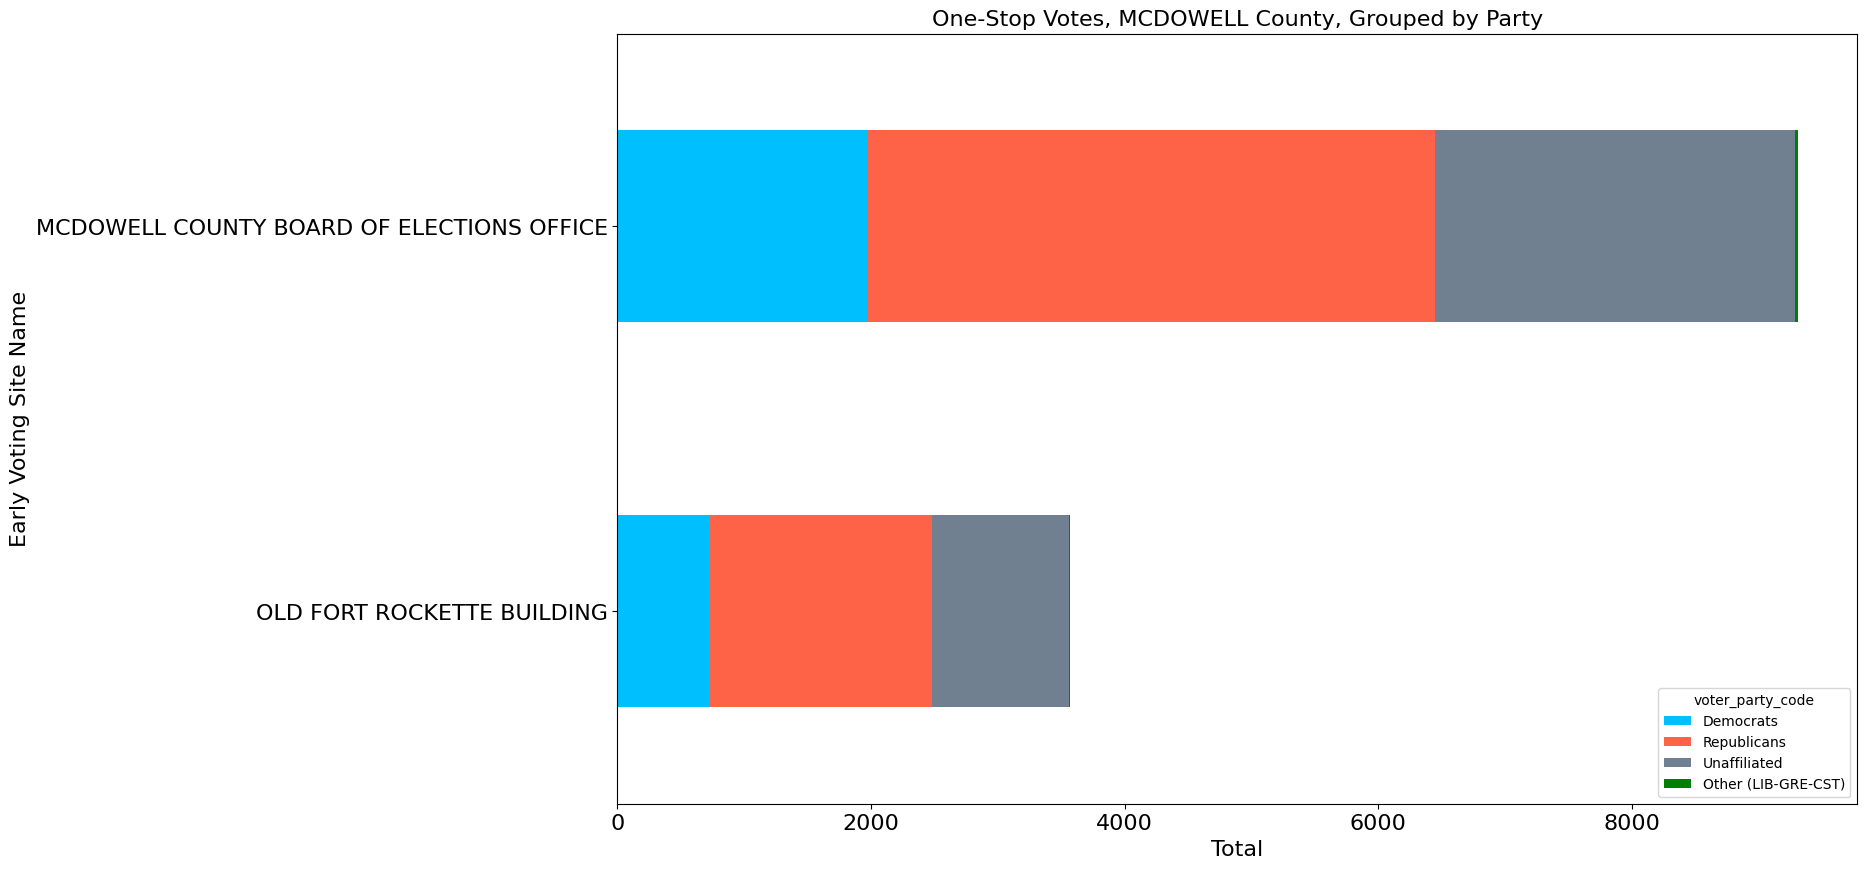 One-Stop Votes, MCDOWELL County, Grouped by Party
Early Voting Site Name
MCDOWELL COUNTY BOARD OF ELECTIONS OFFICE
OLD FORT ROCKETTE BUILDING
voter_party_code
Democrats
Republicans
Unaffiliated
Other (LIB-GRE-CST)
0 2000 4000 6000 8000
Total